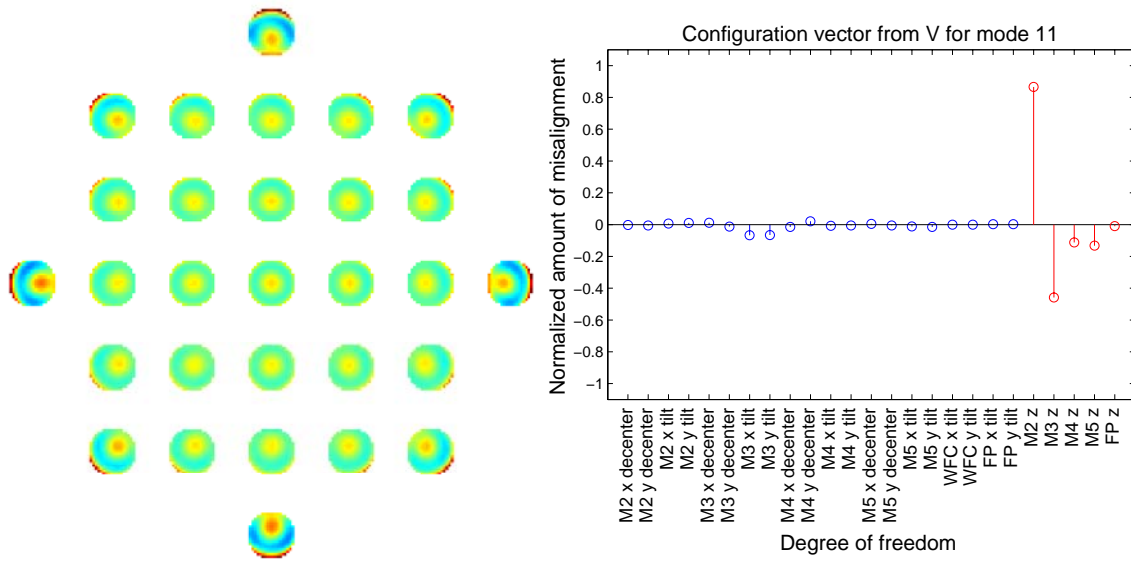 Configuration vector from V for mode 11
Normalized amount of misalignment
1
0.8
0.6
0.4
0.2
0
−0.2
−0.4
−0.6
−0.8
−1
M2 x decenter
M2 y decenter
M2 x tilt
M2 y tilt
M3 x decenter
M3 y decenter
M3 x tilt
M3 y tilt
M4 x decenter
M4 y decenter
M4 x tilt
M4 y tilt
M5 x decenter
M5 y decenter
M5 x tilt
M5 y tilt
WFC x tilt
WFC y tilt
FP x tilt
FP y tilt
M2 z
M3 z
M4 z
M5 z
FP z
Degree of freedom